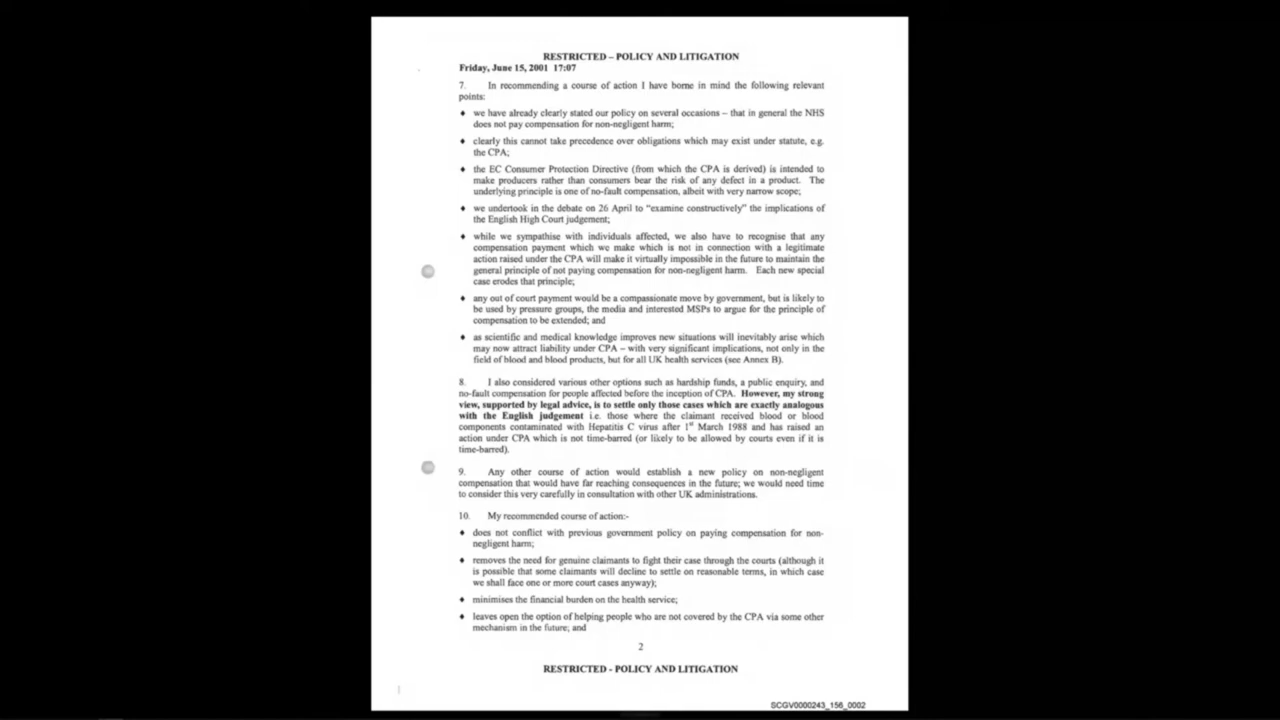 RESTRICTED – POLICY AND LITIGATION
Friday, June 15, 2001 17:07
7. In recommending a course of action I have borne in mind the following relevant
points:
♦ we have already clearly stated our policy on several occasions – that in general the NHS
does not pay compensation for non-negligent harm;
♦ clearly this cannot take precedence over obligations which may exist under statute, e.g.
the CPA;
♦ the EC Consumer Protection Directive (from which the CPA is derived) is intended to
make producers rather than consumers bear the risk of any defect in a product. The
underlying principle is one of no-fault compensation, albeit with very narrow scope;
♦ we undertook in the debate on 26 April to "examine constructively" the implications of
the English High Court judgement;
♦ while we sympathise with individuals affected, we also have to recognise that any
compensation payment which we make which is not in connection with a legitimate
action raised under the CPA will make it virtually impossible in the future to maintain the
general principle of not paying compensation for non-negligent harm. Each new special
case erodes that principle;
♦ any out of court payment would be a compassionate move by government, but is likely to
be used by pressure groups, the media and interested MSPs to argue for the principle of
compensation to be extended; and
♦ as scientific and medical knowledge improves new situations will inevitably arise which
may now attract liability under CPA – with very significant implications, not only in the
field of blood and blood products, but for all UK health services (see Annex B).
8. I also considered various other options such as hardship funds, a public enquiry, and
no-fault compensation for people affected before the inception of CPA. However, my strong
view, supported by legal advice, is to settle only those cases which are exactly analogous
with the English judgement i.e. those where the claimant received blood or blood
components contaminated with Hepatitis C virus after 1st March 1988 and has raised an
action under CPA which is not time-barred (or likely to be allowed by courts even if it is
time-barred).
9. Any other course of action would establish a new policy on non-negligent
compensation that would have far reaching consequences in the future; we would need time
to consider this very carefully in consultation with other UK administrations.
10. My recommended course of action:-
♦ does not conflict with previous government policy on paying compensation for non-
negligent harm;
♦ removes the need for genuine claimants to fight their case through the courts (although it
is possible that some claimants will decline to settle on reasonable terms, in which case
we shall face one or more court cases anyway);
♦ minimises the financial burden on the health service;
♦ leaves open the option of helping people who are not covered by the CPA via some other
mechanism in the future; and
2
RESTRICTED - POLICY AND LITIGATION
SCGV0000243_156_0002